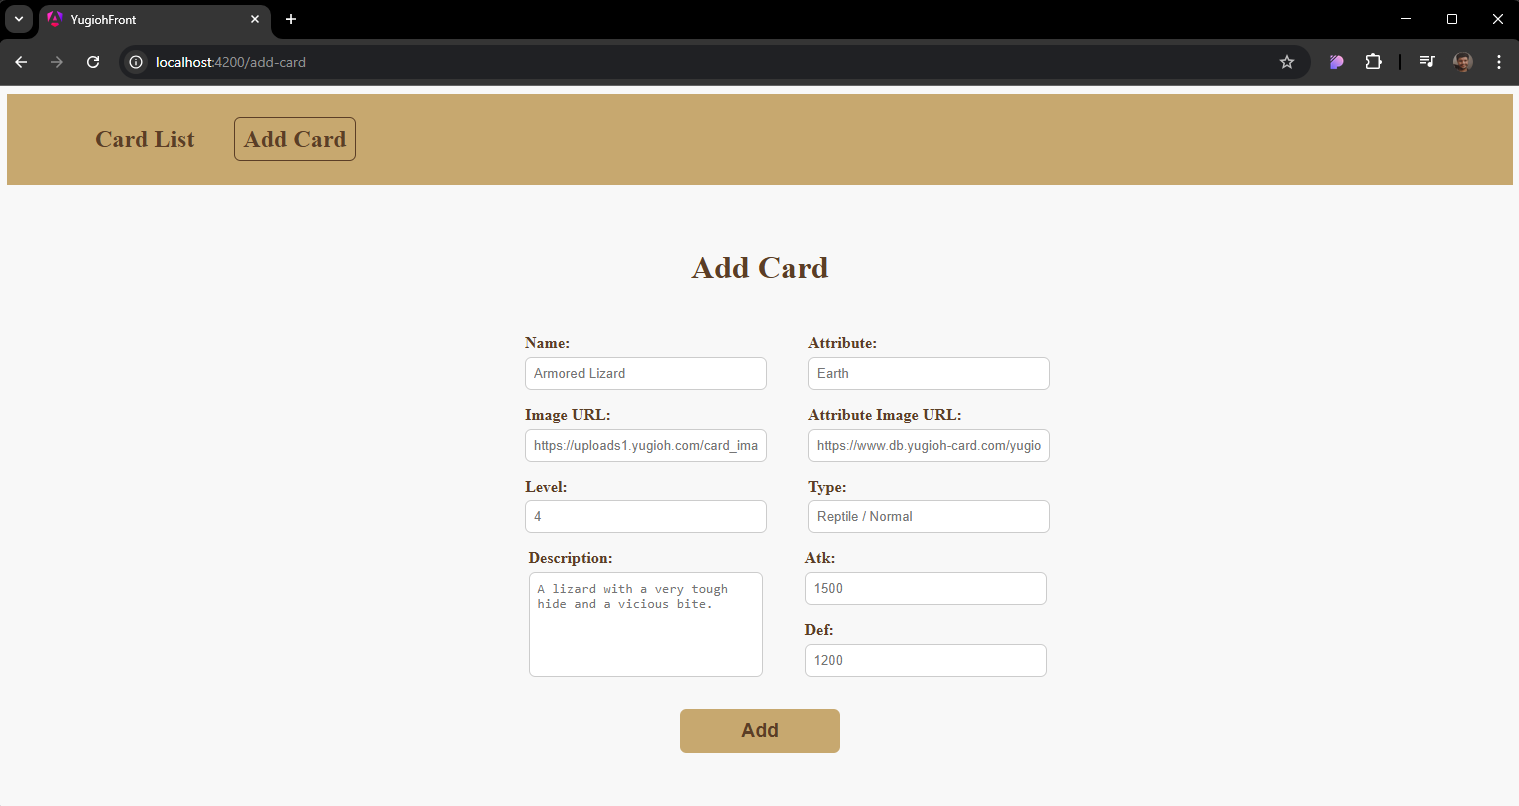 YugiohFront
localhost:4200/add-card
Card List
Add Card
Add Card
Name:
Attribute:
Armored Lizard
Earth
Image URL:
Attribute Image URL:
https://uploads1.yugioh.com/card_ima
https://www.db.yugioh-card.com/yugio
Level:
Type:
4
Reptile / Normal
Description:
Atk:
A lizard with a very tough
hide and a vicious bite.
1500
Def:
1200
Add